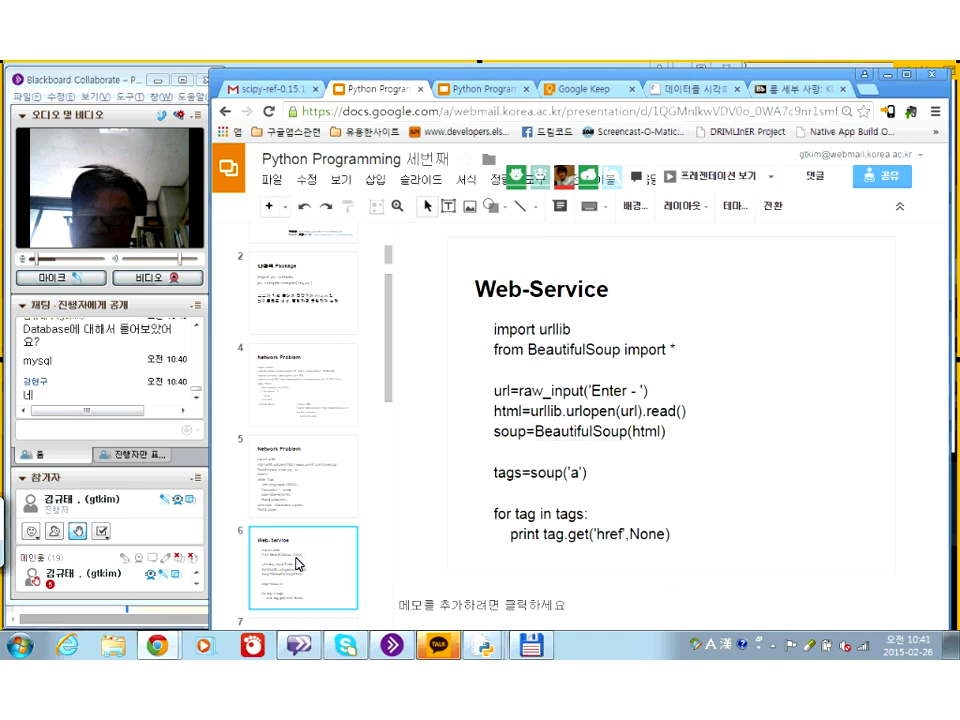 Blackboard Collaborate – P...
파일(F) 수정(E) 보기(V) 도구(T) 창(W) 도움말
오디오 및 비디오
마이크
비디오
채팅 - 진행자에게 공개
Database에 대해서 들어보았어
요?
mysql
오전 10:40
강현구
오전 10:40
네
홈
진행자만 표...
참가자
김규태 . (gtkim)
진행자
메인룸 (19)
김규태 . (gtkim)
scipy-ref-0.15.1
Python Progran
Python Program
Google Keep
데이터를 시각화
https://docs.google.com/a/webmail.korea.ac.kr/presentation/d/1QGMnlkwVDV0o_0WA7c9nr1smf
앱
구글앱스관련
유용한사이트
www.developers.els...
드림코드
Screencast-O-Matic...
DRIMLInER Project
Native App Build O...
»
Python Programming 세번째
gtkim@webmail.korea.ac.kr
파일 수정 보기 삽입 슬라이드 서식
프레젠테이션 보기
댓글
공유
배경...
레이아웃
테마...
전환
2
4
Network Problem
5
Network Problem
6
Web-Service
7
Web-Service
import urllib
from BeautifulSoup import *
url=raw_input('Enter - ')
html=urllib.urlopen(url).read()
soup=BeautifulSoup(html)
tags=soup('a')
for tag in tags:
print tag.get('href',None)
메모를 추가하려면 클릭하세요
TALK
A 漢
오전 10:41
2015-02-26